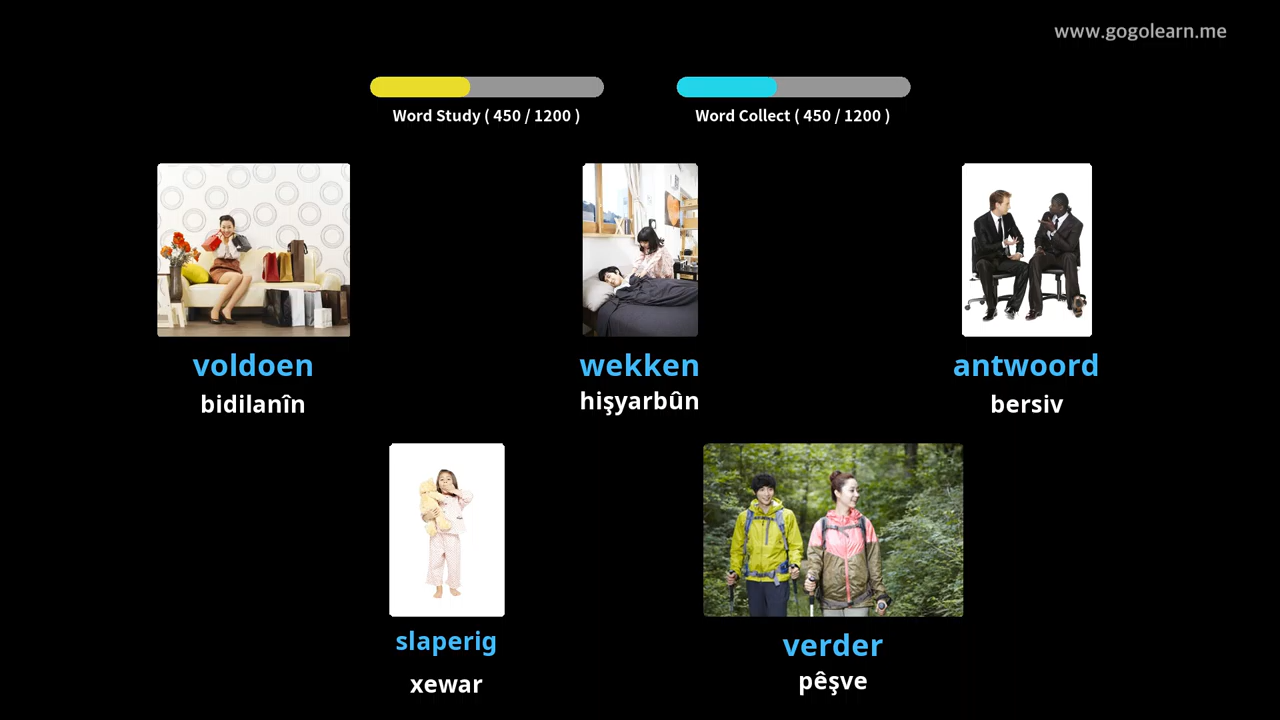 www.gogolearn.me
Word Study ( 450 / 1200 )
Word Collect ( 450 / 1200 )
voldoen
bidilanîn
wekken
hişyarbûn
antwoord
bersiv
slaperig
xewar
verder
pêşve